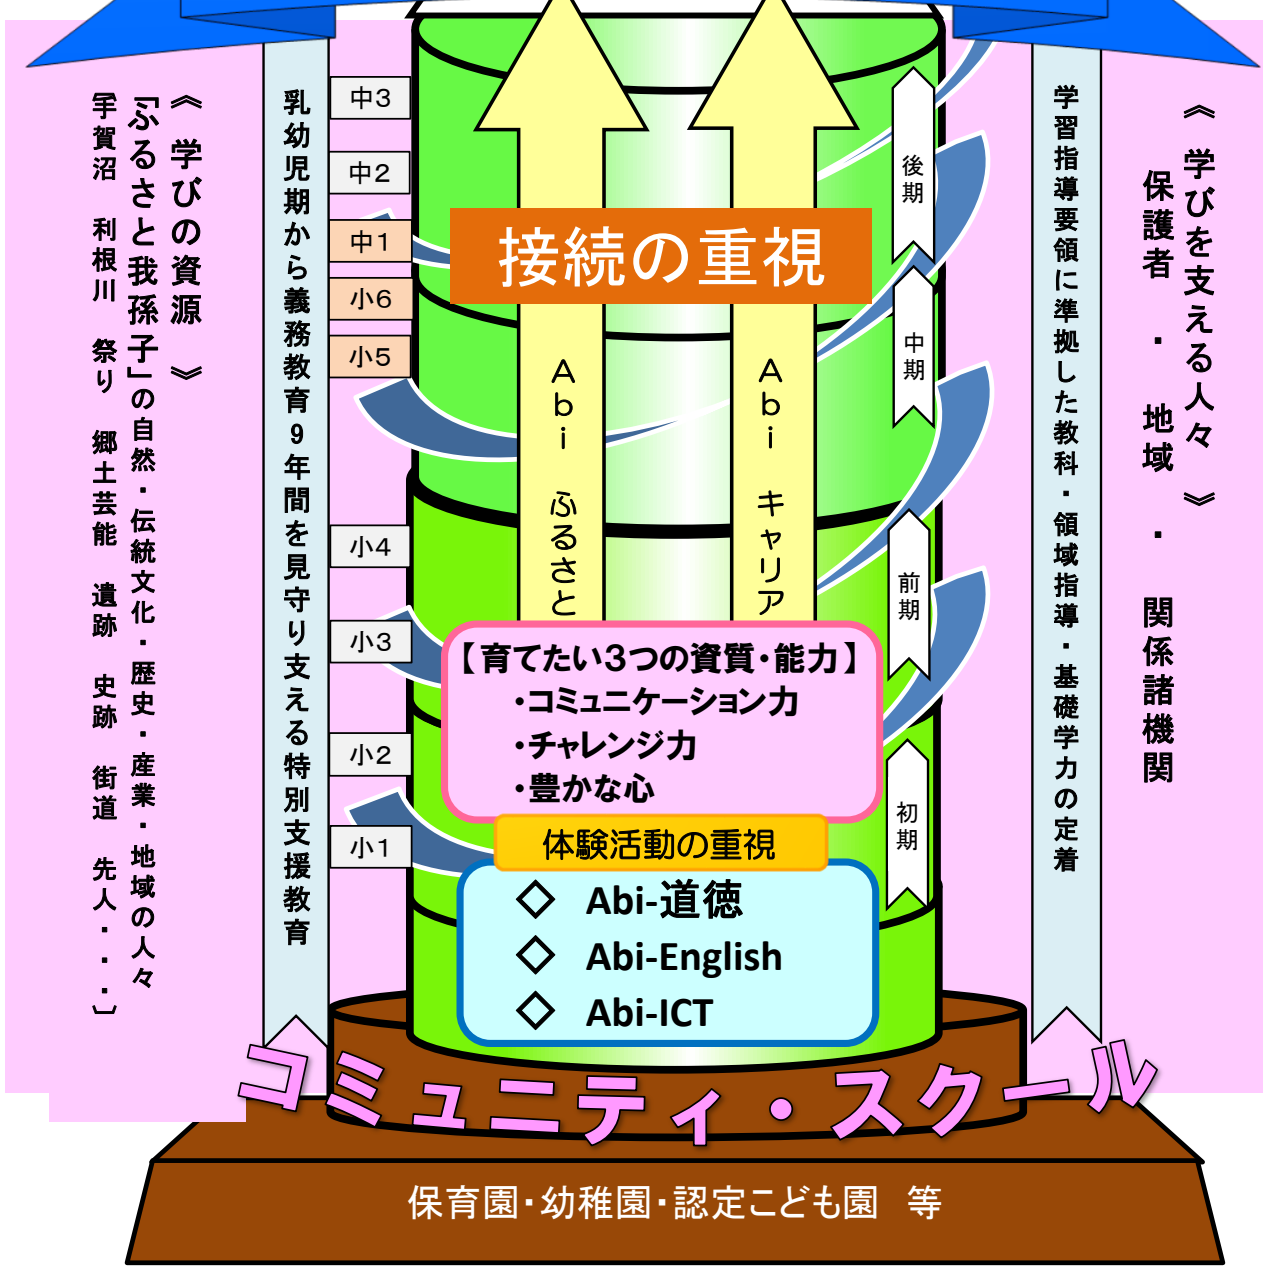 《 学びの資源 》
「ふるさと我孫子」の自然・伝統文化・歴史・産業・地域の人々
〔手賀沼 利根川 祭り 郷土芸能 遺跡 史跡 街道 先人・・・〕
乳幼児期から義務教育9年間を見守り支える特別支援教育
中3
中2
中1
小6
小5
小4
小3
小2
小1
接続の重視
Abi ふるさと
Abi キャリア
後期
中期
前期
初期
【育てたい3つの資質・能力】
・コミュニケーション力
・チャレンジ力
・豊かな心
体験活動の重視
◇ Abi-道徳
◇ Abi-English
◇ Abi-ICT
学習指導要領に準拠した教科・領域指導・基礎学力の定着
《 学びを支える人々 》
保護者 ・ 地域 ・ 関係諸機関
コミュニティ・スクール
保育園・幼稚園・認定こども園 等